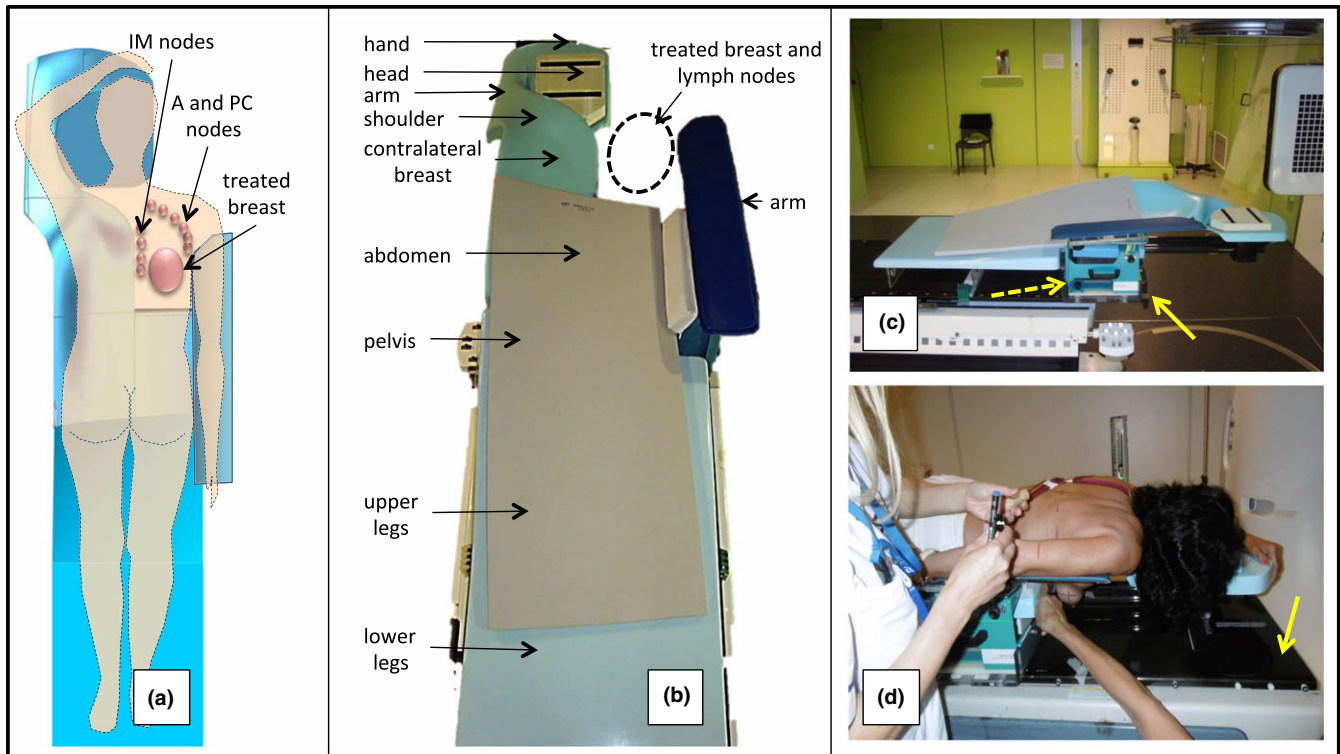 IM nodes
A and PC
nodes
treated
breast
(a)
hand
head
arm
shoulder
contralateral
breast
abdomen
pelvis
upper
legs
lower
legs
treated breast and
lymph nodes
arm
(b)
(c)
(d)